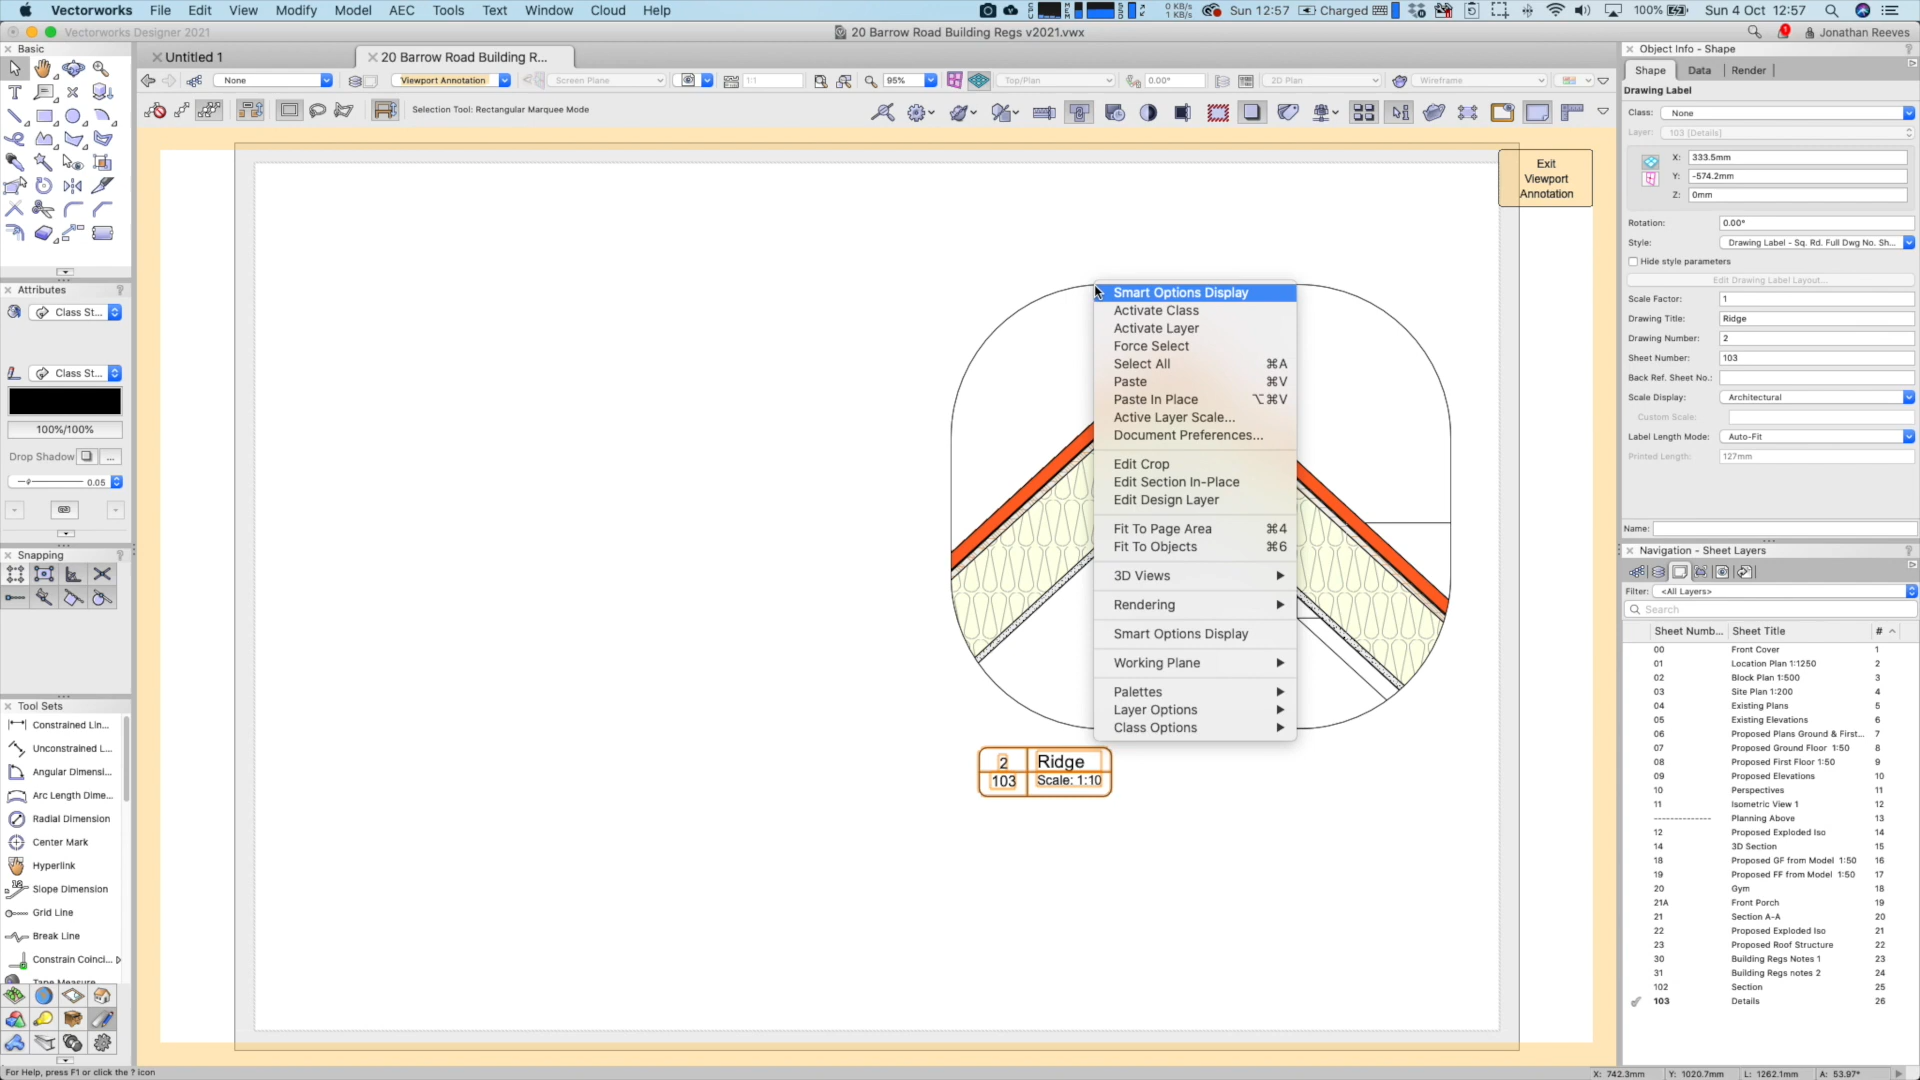 Vectorworks File Edit View Modify Model AEC Tools Text Window Cloud Help
0 KB/s
1 KB/s
Sun 12:57 Charged 100% Sun 4 Oct 12:57
Vectorworks Designer 2021
20 Barrow Road Building Regs v2021.vwx
Jonathan Reeves
Basic
Untitled 1
20 Barrow Road Building R...
None
Viewport Annotation
Screen Plane
1:1
95%
Top/Plan
0.00°
2D Plan
Wireframe
Selection Tool: Rectangular Marquee Mode
Exit
Viewport
Annotation
Attributes
Class St...
Class St...
100%/100%
Drop Shadow
...
0.05
Snapping
Tool Sets
Constrained Lin...
Unconstrained L...
Angular Dimensi...
Arc Length Dime...
Radial Dimension
Center Mark
Hyperlink
Slope Dimension
Grid Line
Break Line
Constrain Coinci...
Tape Measure
Smart Options Display
Activate Class
Activate Layer
Force Select
Select All ⌘A
Paste ⌘V
Paste In Place ⌥⌘V
Active Layer Scale...
Document Preferences...
Edit Crop
Edit Section In-Place
Edit Design Layer
Fit To Page Area ⌘4
Fit To Objects ⌘6
3D Views
Rendering
Smart Options Display
Working Plane
Palettes
Layer Options
Class Options
2 Ridge
103 Scale: 1:10
Object Info - Shape
Shape Data Render
Drawing Label
Class: None
Layer: 103 [Details]
X: 333.5mm
Y: -574.2mm
Z: 0mm
Rotation: 0.00°
Style: Drawing Label - Sq. Rd. Full Dwg No. Sh...
Hide style parameters
Edit Drawing Label Layout...
Scale Factor: 1
Drawing Title: Ridge
Drawing Number: 2
Sheet Number: 103
Back Ref. Sheet No.:
Scale Display: Architectural
Custom Scale:
Label Length Mode: Auto-Fit
Printed Length: 127mm
Name:
Navigation - Sheet Layers
Filter: <All Layers>
Search
Sheet Numb... Sheet Title #
00 Front Cover 1
01 Location Plan 1:1250 2
02 Block Plan 1:500 3
03 Site Plan 1:200 4
04 Existing Plans 5
05 Existing Elevations 6
06 Proposed Plans Ground & First... 7
07 Proposed Ground Floor 1:50 8
08 Proposed First Floor 1:50 9
09 Proposed Elevations 10
10 Perspectives 11
11 Isometric View 1 12
-------------- Planning Above 13
12 Proposed Exploded Iso 14
14 3D Section 15
18 Proposed GF from Model 1:50 16
19 Proposed FF from Model 1:50 17
20 Gym 18
21A Front Porch 19
21 Section A-A 20
22 Proposed Exploded Iso 21
23 Proposed Roof Structure 22
30 Building Regs Notes 1 23
31 Building Regs notes 2 24
102 Section 25
103 Details 26
For Help, press F1 or click the ? icon
X: 742.3mm Y: 1020.7mm L: 1262.1mm A: 53.97°